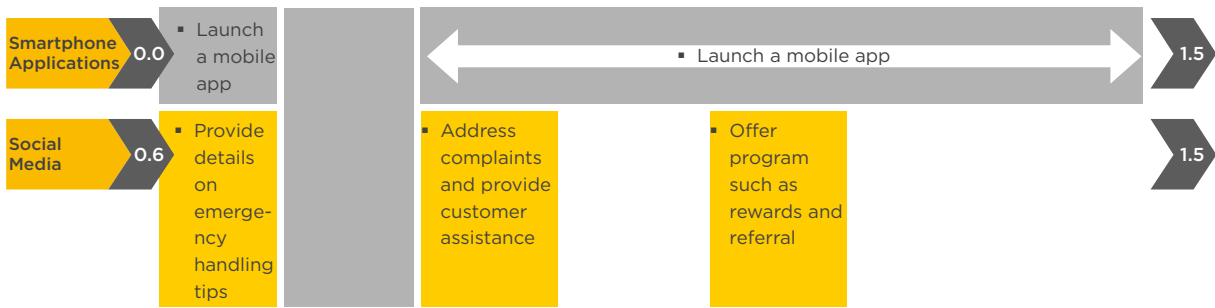 Smartphone
Applications
0.0
▪ Launch
a mobile
app
▪ Launch a mobile app
1.5
Social
Media
0.6
▪ Provide
details
on
emerge-
ncy
handling
tips
▪ Address
complaints
and provide
customer
assistance
▪ Offer
program
such as
rewards and
referral
1.5